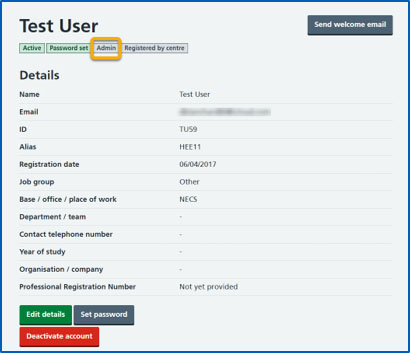 Test User
Send welcome email
Active Password set Admin Registered by centre
Details
Name Test User
Email
ID TU59
Alias HEE11
Registration date 06/04/2017
Job group Other
Base / office / place of work NECS
Department / team -
Contact telephone number -
Year of study -
Organisation / company -
Professional Registration Number Not yet provided
Edit details Set password
Deactivate account